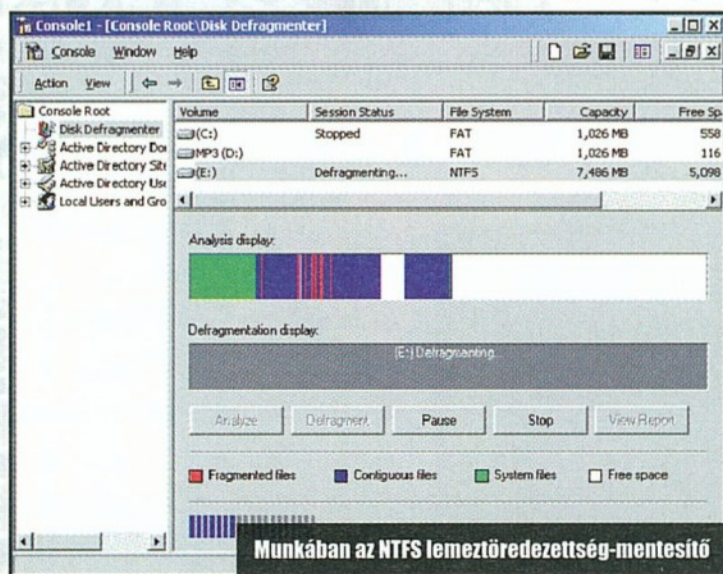 Console1 - [Console Root\Disk Defragmenter]
Console Window Help
Action View
Console Root
Disk Defragmenter
Active Directory Do
Active Directory Site
Active Directory Use
Local Users and Gro
Volume Session Status File System Capacity Free Sp
(C:) Stopped FAT 1,026 MB 558
MP3 (D:) FAT 1,026 MB 116
(E:) Defragmenting... NTFS 7,486 MB 5,098
Analysis display:
Defragmentation display:
(E:) Defragmenting...
Analyze Defragment Pause Stop View Report
Fragmented files Contiguous files System files Free space
Munkában az NTFS lemeztöredezettség-mentesítő